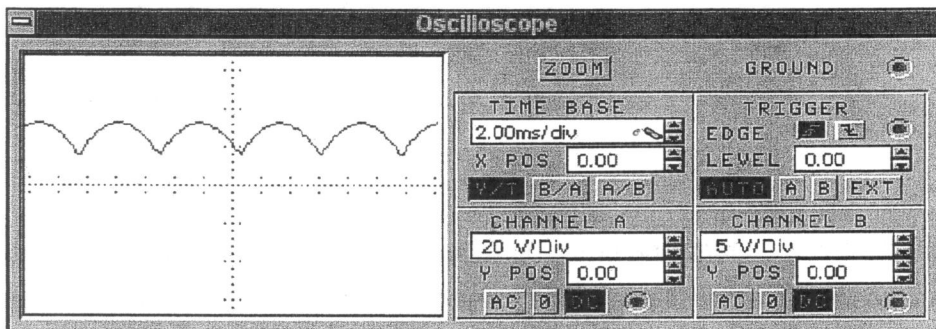 Oscilloscope
ZOOM GROUND
TIME BASE
2.00ms/div
X POS 0.00
Y/T B/A A/B
TRIGGER
EDGE
LEVEL 0.00
AUTO A B EXT
CHANNEL A
20 V/Div
Y POS 0.00
AC 0 DC
CHANNEL B
5 V/Div
Y POS 0.00
AC 0 DC